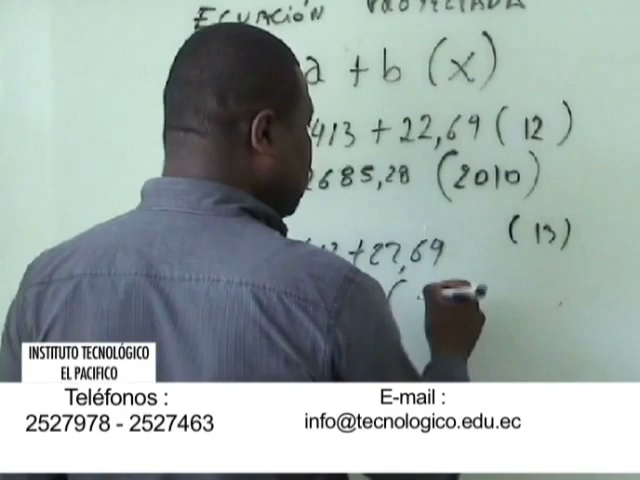 ECUACIÓN PROYECTADA
a + b (x)
413 + 22,69 ( 12 )
2685,28 (2010)
+ 22,69 ( 13 )
(
INSTITUTO TECNOLÓGICO
EL PACIFICO
Teléfonos :
2527978 - 2527463
E-mail :
info@tecnologico.edu.ec